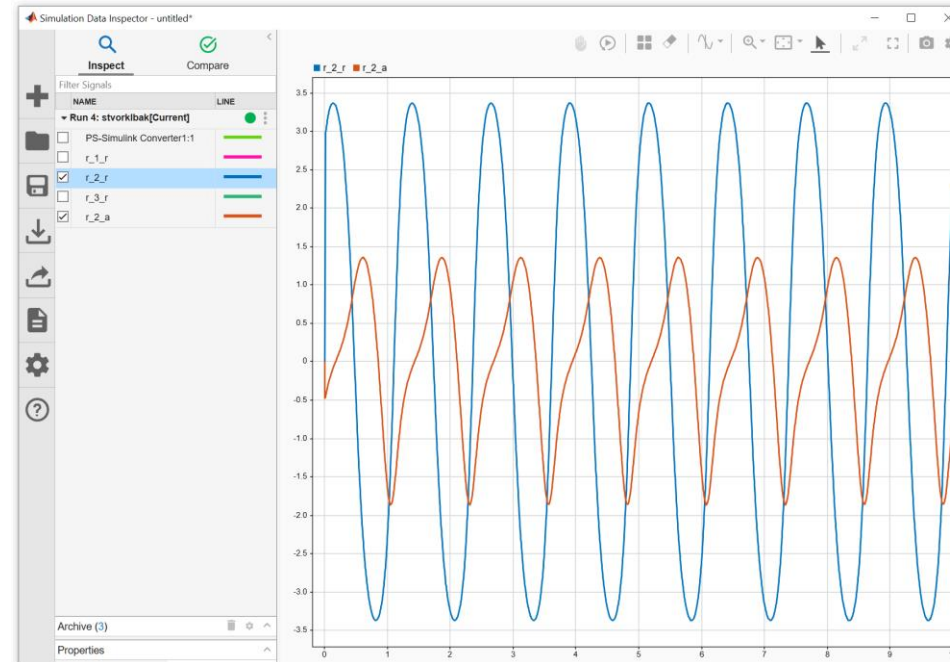 Simulation Data Inspector - untitled*
Inspect
Compare
Filter Signals
NAME LINE
Run 4: stvorklbak[Current]
PS-Simulink Converter1:1
r_1_r
r_2_r
r_3_r
r_2_a
Archive (3)
Properties
r_2_r r_2_a
3.5
3.0
2.5
2.0
1.5
1.0
0.5
0
-0.5
-1.0
-1.5
-2.0
-2.5
-3.0
-3.5
0 1 2 3 4 5 6 7 8 9